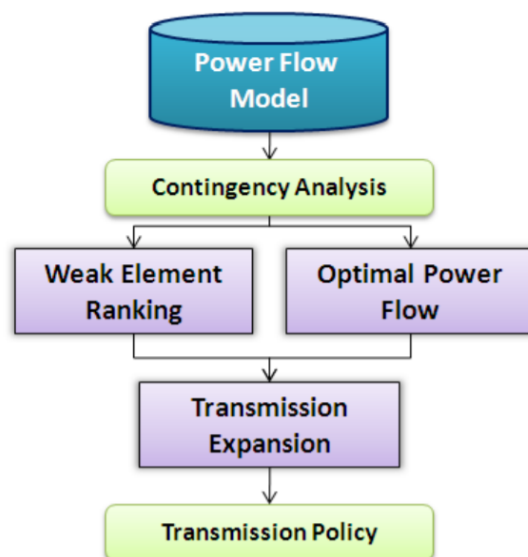 Power Flow
Model
Contingency Analysis
Weak Element
Ranking
Optimal Power
Flow
Transmission
Expansion
Transmission Policy